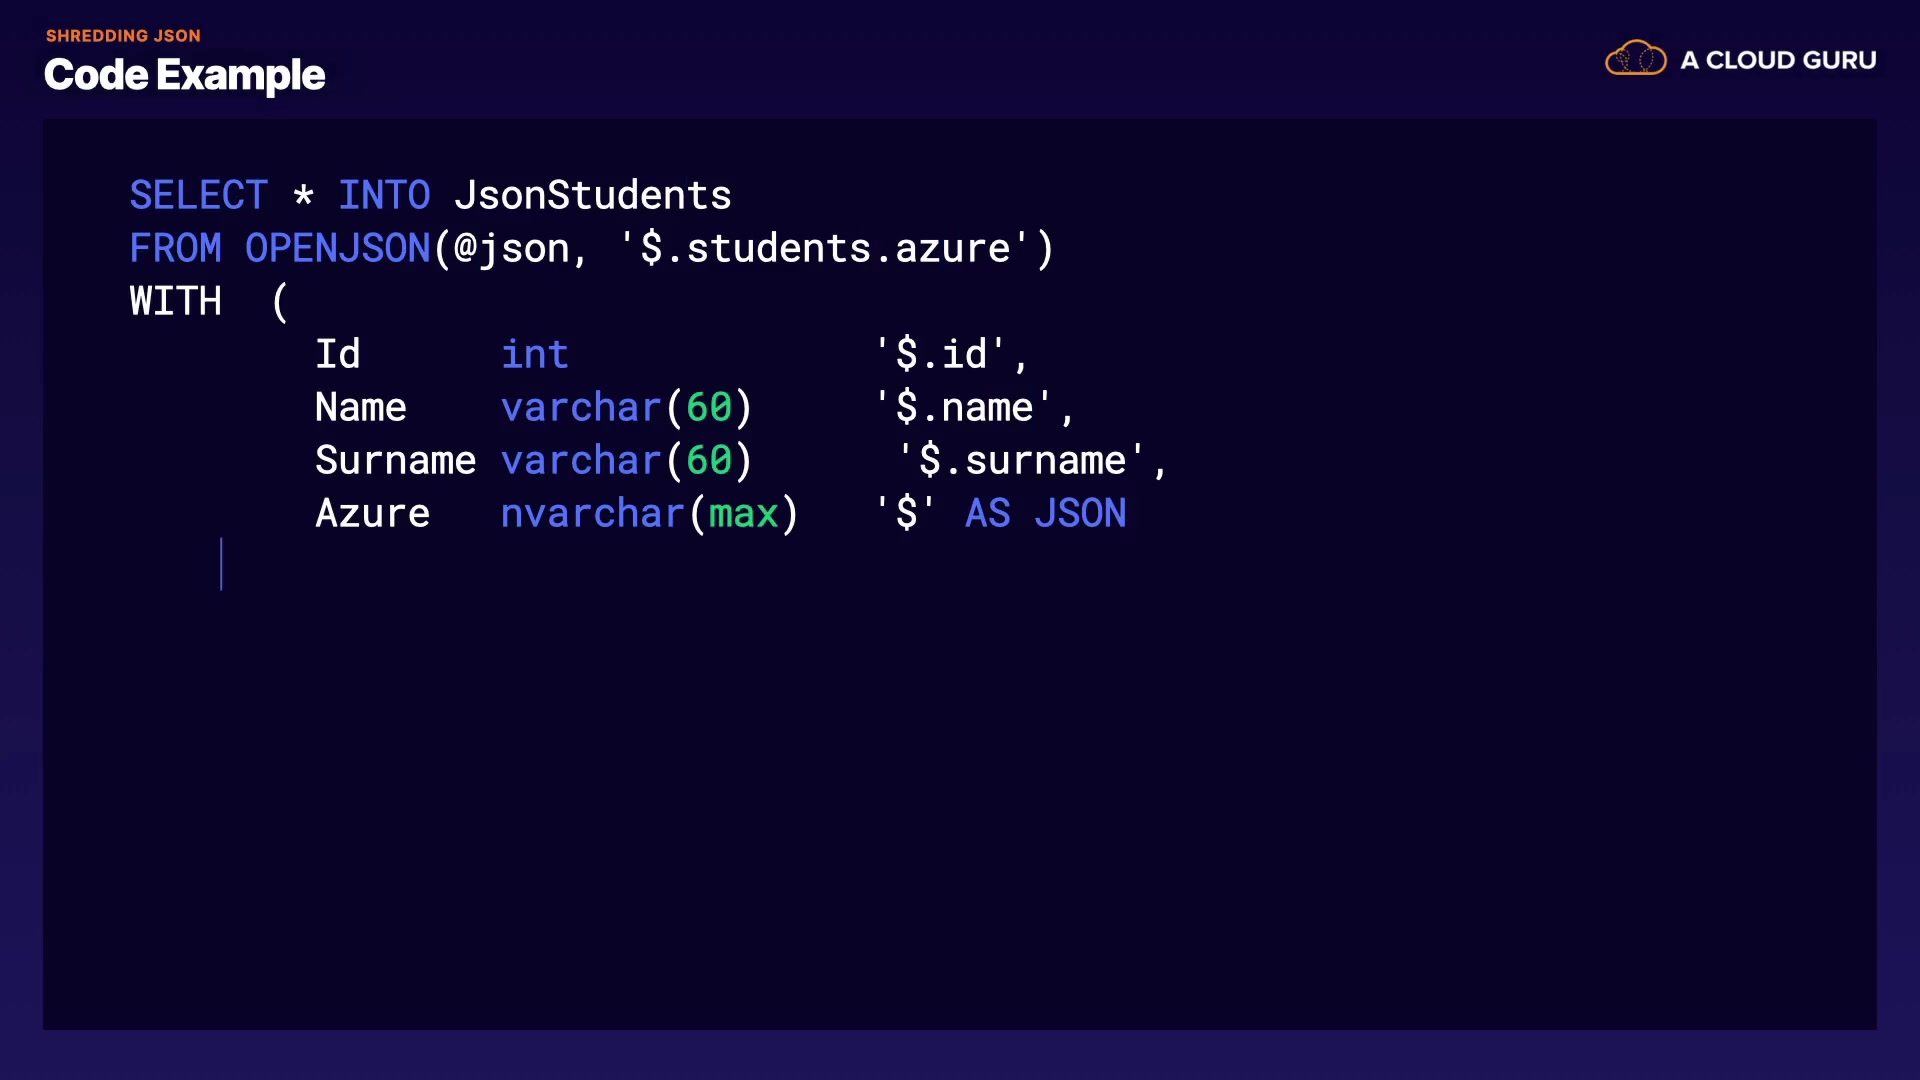 SHREDDING JSON
Code Example
A CLOUD GURU
SELECT * INTO JsonStudents
FROM OPENJSON(@json, '$.students.azure')
WITH  (
        Id      int             '$.id',
        Name    varchar(60)     '$.name',
        Surname varchar(60)      '$.surname',
        Azure   nvarchar(max)   '$' AS JSON